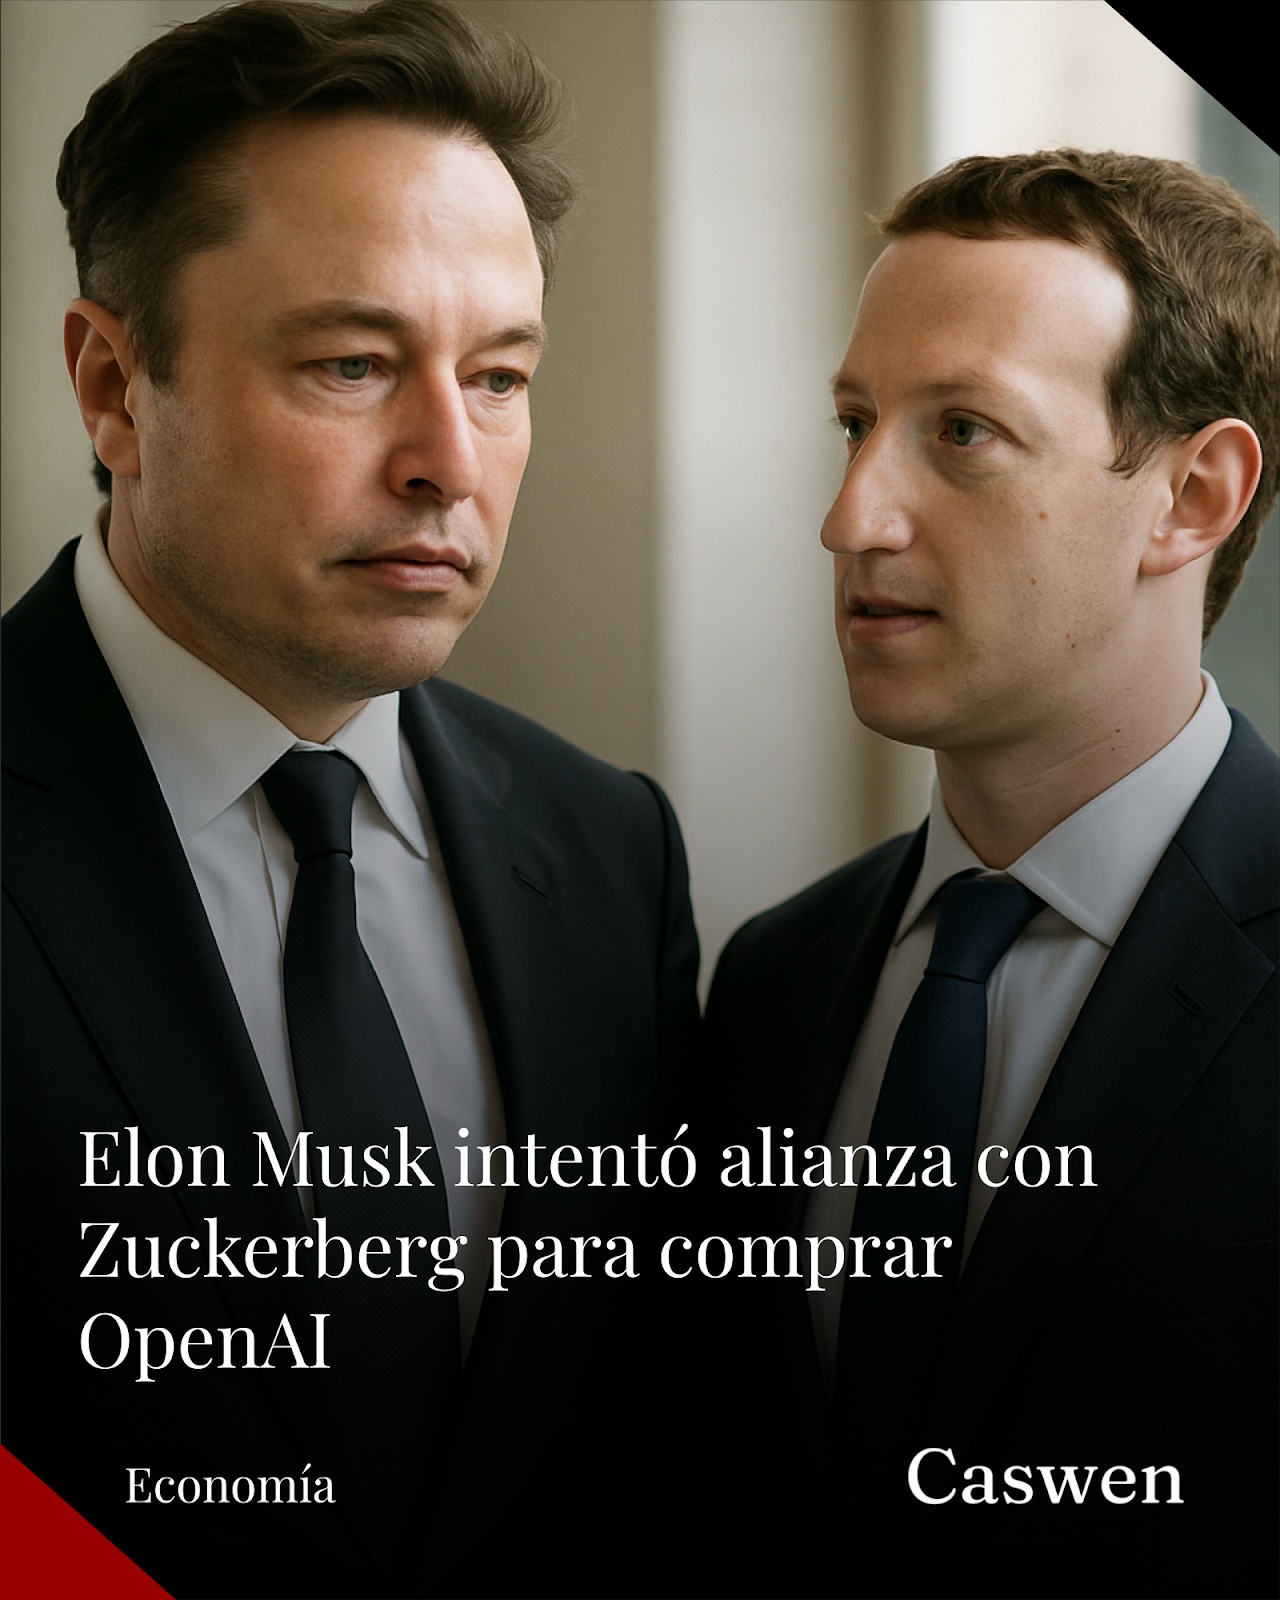 Elon Musk intentó alianza con
Zuckerberg para comprar
OpenAI
Economía
Caswen